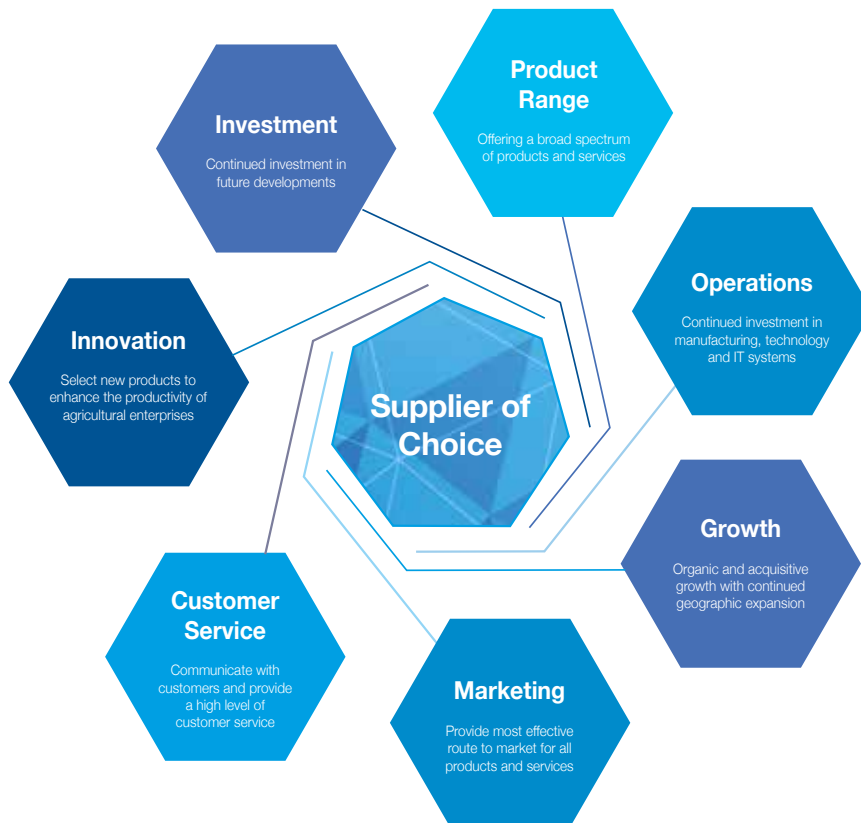 Product
Range
Offering a broad spectrum
of products and services
Investment
Continued investment in
future developments
Operations
Continued investment in
manufacturing, technology
and IT systems
Innovation
Select new products to
enhance the productivity of
agricultural enterprises
Supplier of
Choice
Growth
Organic and acquisitive
growth with continued
geographic expansion
Customer
Service
Communicate with
customers and provide
a high level of
customer service
Marketing
Provide most effective
route to market for all
products and services